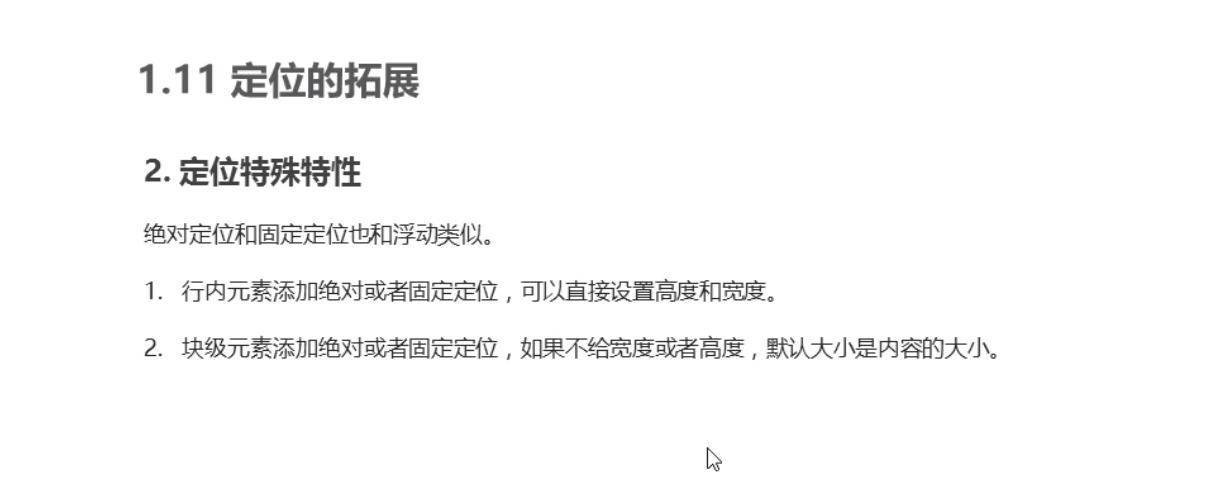 1.11 定位的拓展
2. 定位特殊特性
绝对定位和固定定位也和浮动类似。
1. 行内元素添加绝对或者固定定位，可以直接设置高度和宽度。
2. 块级元素添加绝对或者固定定位，如果不给宽度或者高度，默认大小是内容的大小。